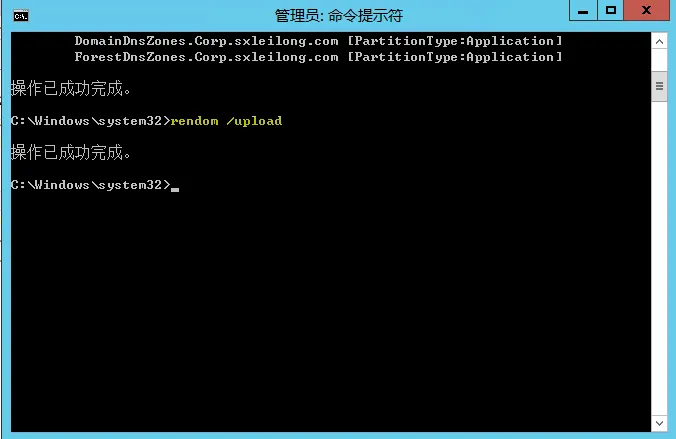 管理员: 命令提示符
DomainDnsZones.Corp.sxleilong.com [PartitionType:Application]
ForestDnsZones.Corp.sxleilong.com [PartitionType:Application]
操作已成功完成。
C:\Windows\system32>rendom /upload
操作已成功完成。
C:\Windows\system32>